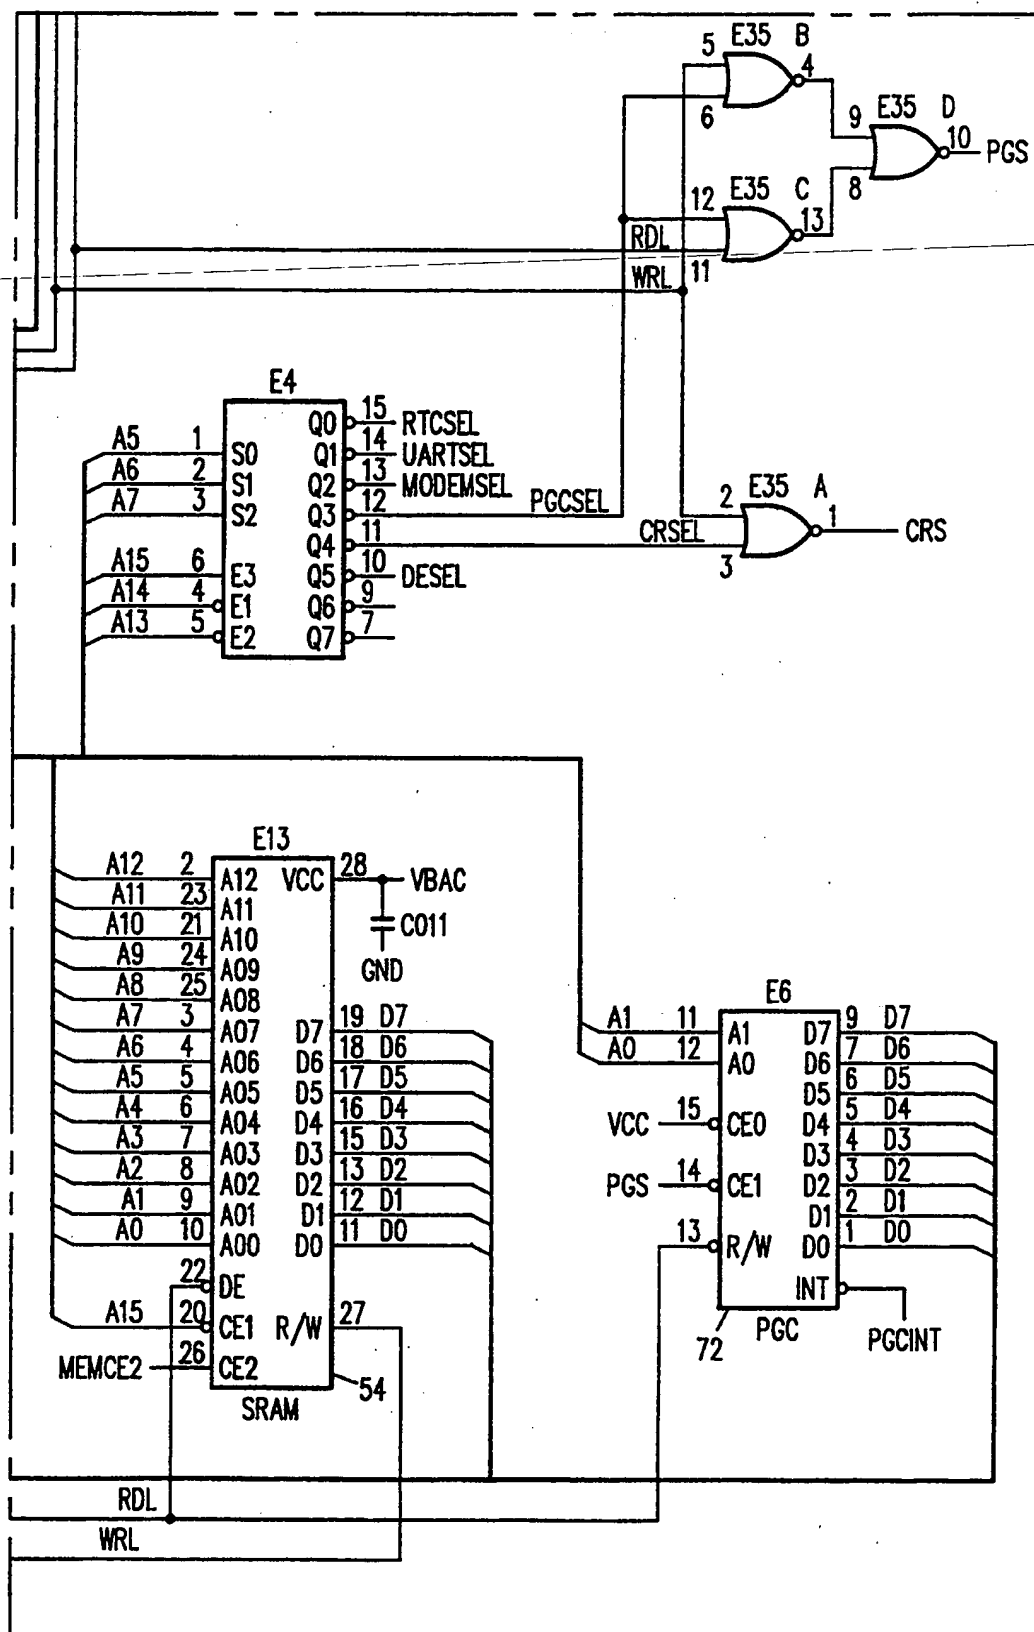 E35 B
5
4
6
E35 D
9
10
PGS
8
E35 C
12
13
RDL
WRL
11
E4
A5 1 S0 Q0 15 RTCSEL
A6 2 S1 Q1 14 UARTSEL
A7 3 S2 Q2 13 MODEMSEL
Q3 12 PGCSEL
Q4 11 CRSEL
A15 6 E3 Q5 10 DESEL
A14 4 E1 Q6 9
A13 5 E2 Q7 7
E35 A
2
1
CRS
3
E13
A12 2 A12 VCC 28 VBAC
A11 23 A11
A10 21 A10
A9 24 A09
A8 25 A08
A7 3 A07 D7 19 D7
A6 4 A06 D6 18 D6
A5 5 A05 D5 17 D5
A4 6 A04 D4 16 D4
A3 7 A03 D3 15 D3
A2 8 A02 D2 13 D2
A1 9 A01 D1 12 D1
A0 10 A00 D0 11 D0
22 DE
A15 20 CE1 R/W 27
MEMCE2 26 CE2
54
SRAM
C011
GND
E6
A1 11 A1 D7 9 D7
A0 12 A0 D6 7 D6
D5 6 D5
VCC 15 CE0 D4 5 D4
D3 4 D3
PGS 14 CE1 D2 3 D2
D1 2 D1
13 R/W D0 1 D0
INT
72
PGC
PGCINT
RDL
WRL